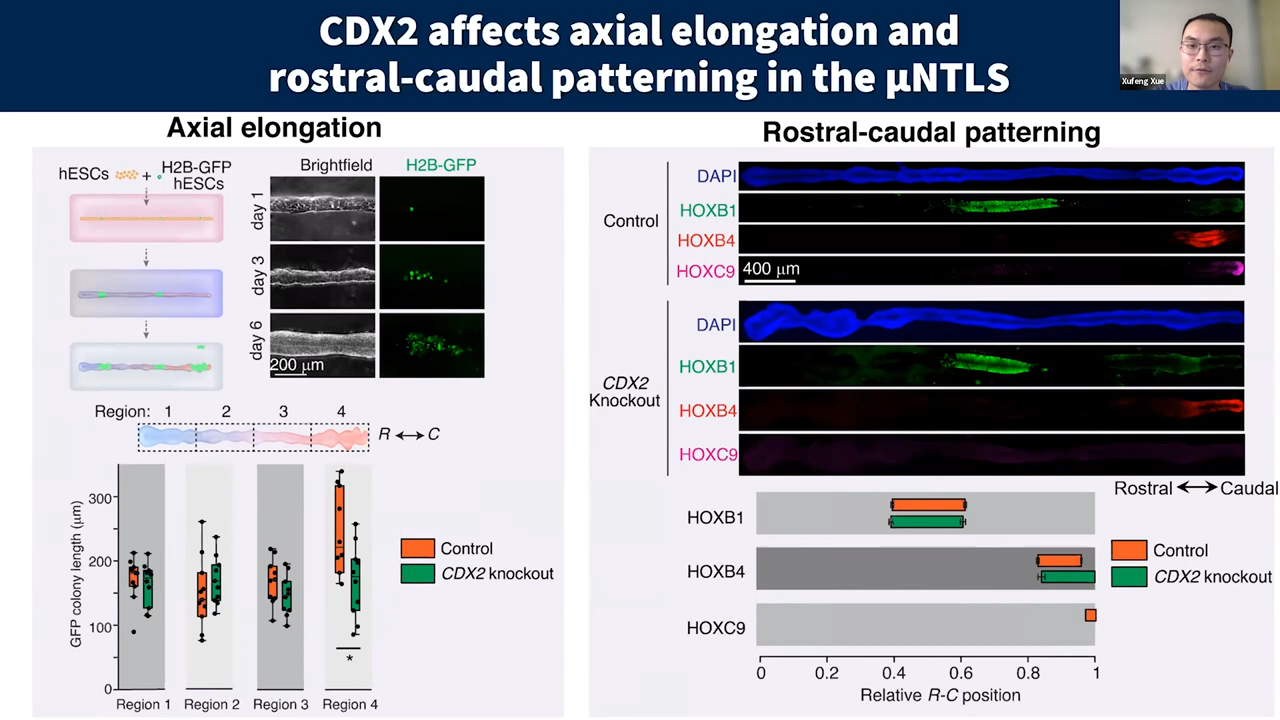 CDX2 affects axial elongation and
rostral-caudal patterning in the µNTLS
Xufeng Xue
Axial elongation
hESCs + H2B-GFP
hESCs
Brightfield
H2B-GFP
day 1
day 3
day 6
200 µm
Region: 1 2 3 4
R C
GFP colony length (µm)
300
200
100
0
*
Region 1 Region 2 Region 3 Region 4
Control
CDX2 knockout
Rostral-caudal patterning
Control
DAPI
HOXB1
HOXB4
HOXC9
400 µm
CDX2
Knockout
DAPI
HOXB1
HOXB4
HOXC9
Rostral Caudal
HOXB1
HOXB4
HOXC9
Control
CDX2 knockout
0 0.2 0.4 0.6 0.8 1
Relative R-C position